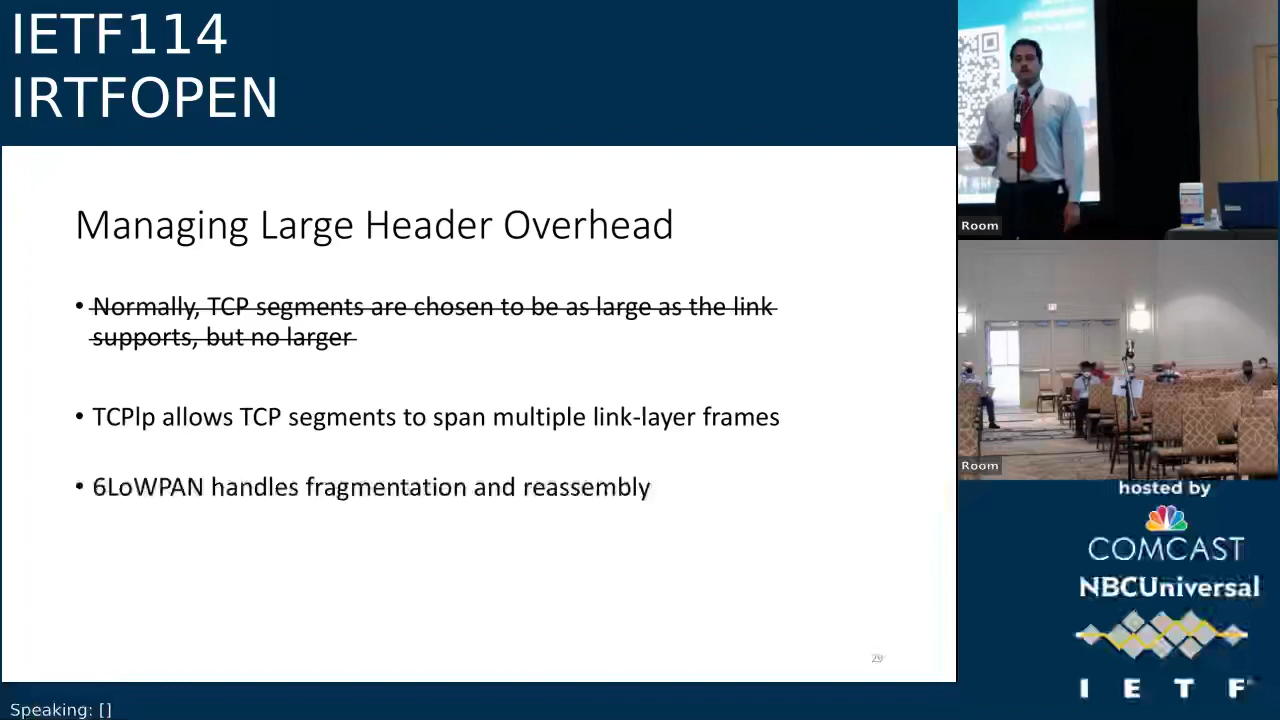 IETF114
IRTFOPEN
Managing Large Header Overhead
• Normally, TCP segments are chosen to be as large as the link
supports, but no larger
• TCPlp allows TCP segments to span multiple link-layer frames
• 6LoWPAN handles fragmentation and reassembly
29
Room
Room
hosted by
COMCAST
NBCUniversal
I E T F
Speaking: []